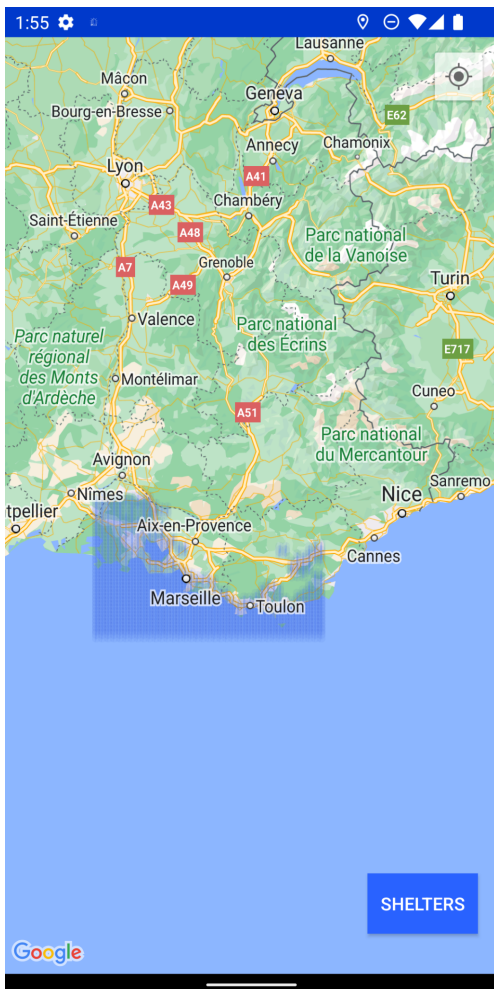 1:55
Lausanne
Mâcon
Geneva
Bourg-en-Bresse
E62
Annecy
Chamonix
Lyon
A41
Chambéry
A43
Saint-Étienne
A48
Parc national
de la Vanoise
Grenoble
A7
Turin
A49
Valence
Parc national
des Écrins
Parc naturel
régional
des Monts
d'Ardèche
E717
Montélimar
Cuneo
A51
Parc national
du Mercantour
Avignon
Sanremo
Nîmes
Nice
tpellier
Aix-en-Provence
Cannes
Marseille
Toulon
SHELTERS
Google